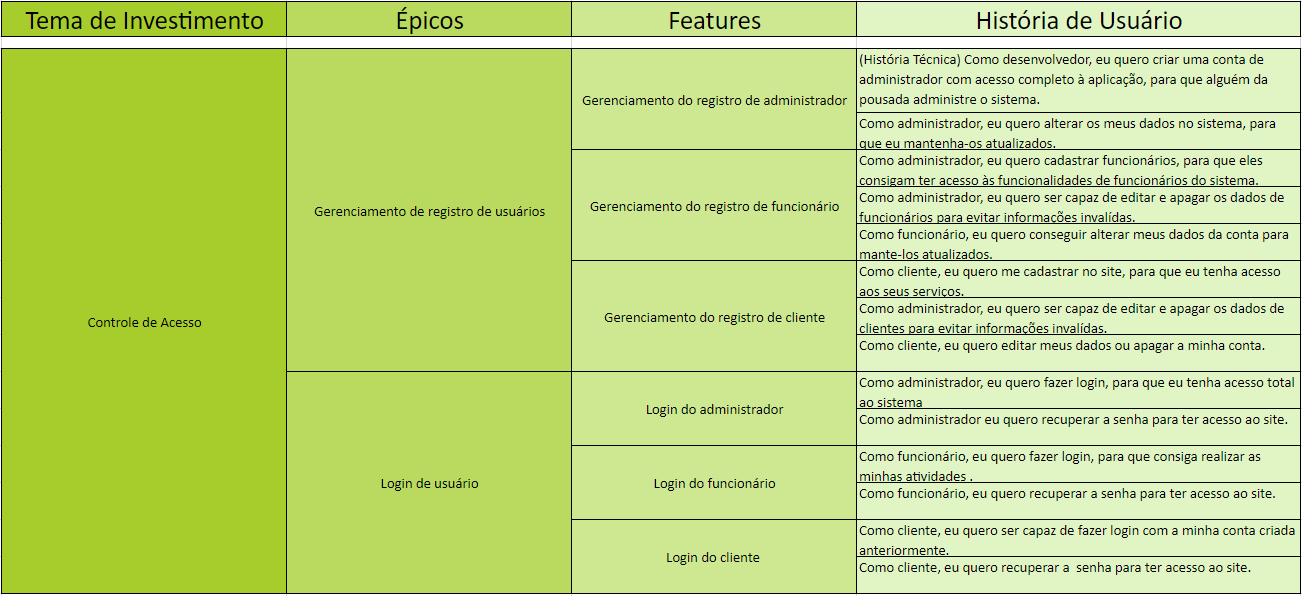 Tema de Investimento
Épicos
Features
História de Usuário
Controle de Acesso
Gerenciamento de registro de usuários
Gerenciamento do registro de administrador
(História Técnica) Como desenvolvedor, eu quero criar uma conta de
administrador com acesso completo à aplicação, para que alguém da
pousada administre o sistema.
Como administrador, eu quero alterar os meus dados no sistema, para
que eu mantenha-os atualizados.
Gerenciamento do registro de funcionário
Como administrador, eu quero cadastrar funcionários, para que eles
consigam ter acesso às funcionalidades de funcionários do sistema.
Como administrador, eu quero ser capaz de editar e apagar os dados de
funcionários para evitar informações invalídas.
Como funcionário, eu quero conseguir alterar meus dados da conta para
mante-los atualizados.
Gerenciamento do registro de cliente
Como cliente, eu quero me cadastrar no site, para que eu tenha acesso
aos seus serviços.
Como administrador, eu quero ser capaz de editar e apagar os dados de
clientes para evitar informações invalídas.
Como cliente, eu quero editar meus dados ou apagar a minha conta.
Login de usuário
Login do administrador
Como administrador, eu quero fazer login, para que eu tenha acesso total
ao sistema
Como administrador eu quero recuperar a senha para ter acesso ao site.
Login do funcionário
Como funcionário, eu quero fazer login, para que consiga realizar as
minhas atividades .
Como funcionário, eu quero recuperar a senha para ter acesso ao site.
Login do cliente
Como cliente, eu quero ser capaz de fazer login com a minha conta criada
anteriormente.
Como cliente, eu quero recuperar a  senha para ter acesso ao site.